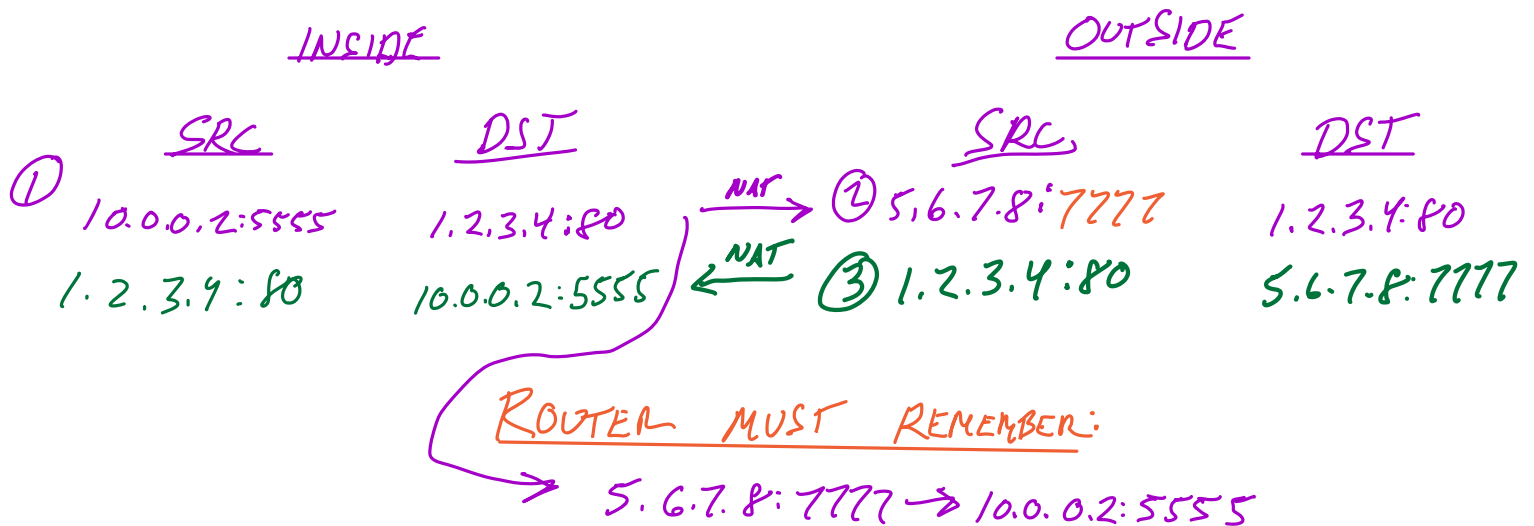 INSIDE OUTSIDE
SRC DST SRC DST
① 10.0.0.2:5555 1.2.3.4:80 NAT ② 5.6.7.8:7777 1.2.3.4:80
1.2.3.4:80 10.0.0.2:5555 NAT ③ 1.2.3.4:80 5.6.7.8:7777
ROUTER MUST REMEMBER:
5.6.7.8:7777 → 10.0.0.2:5555